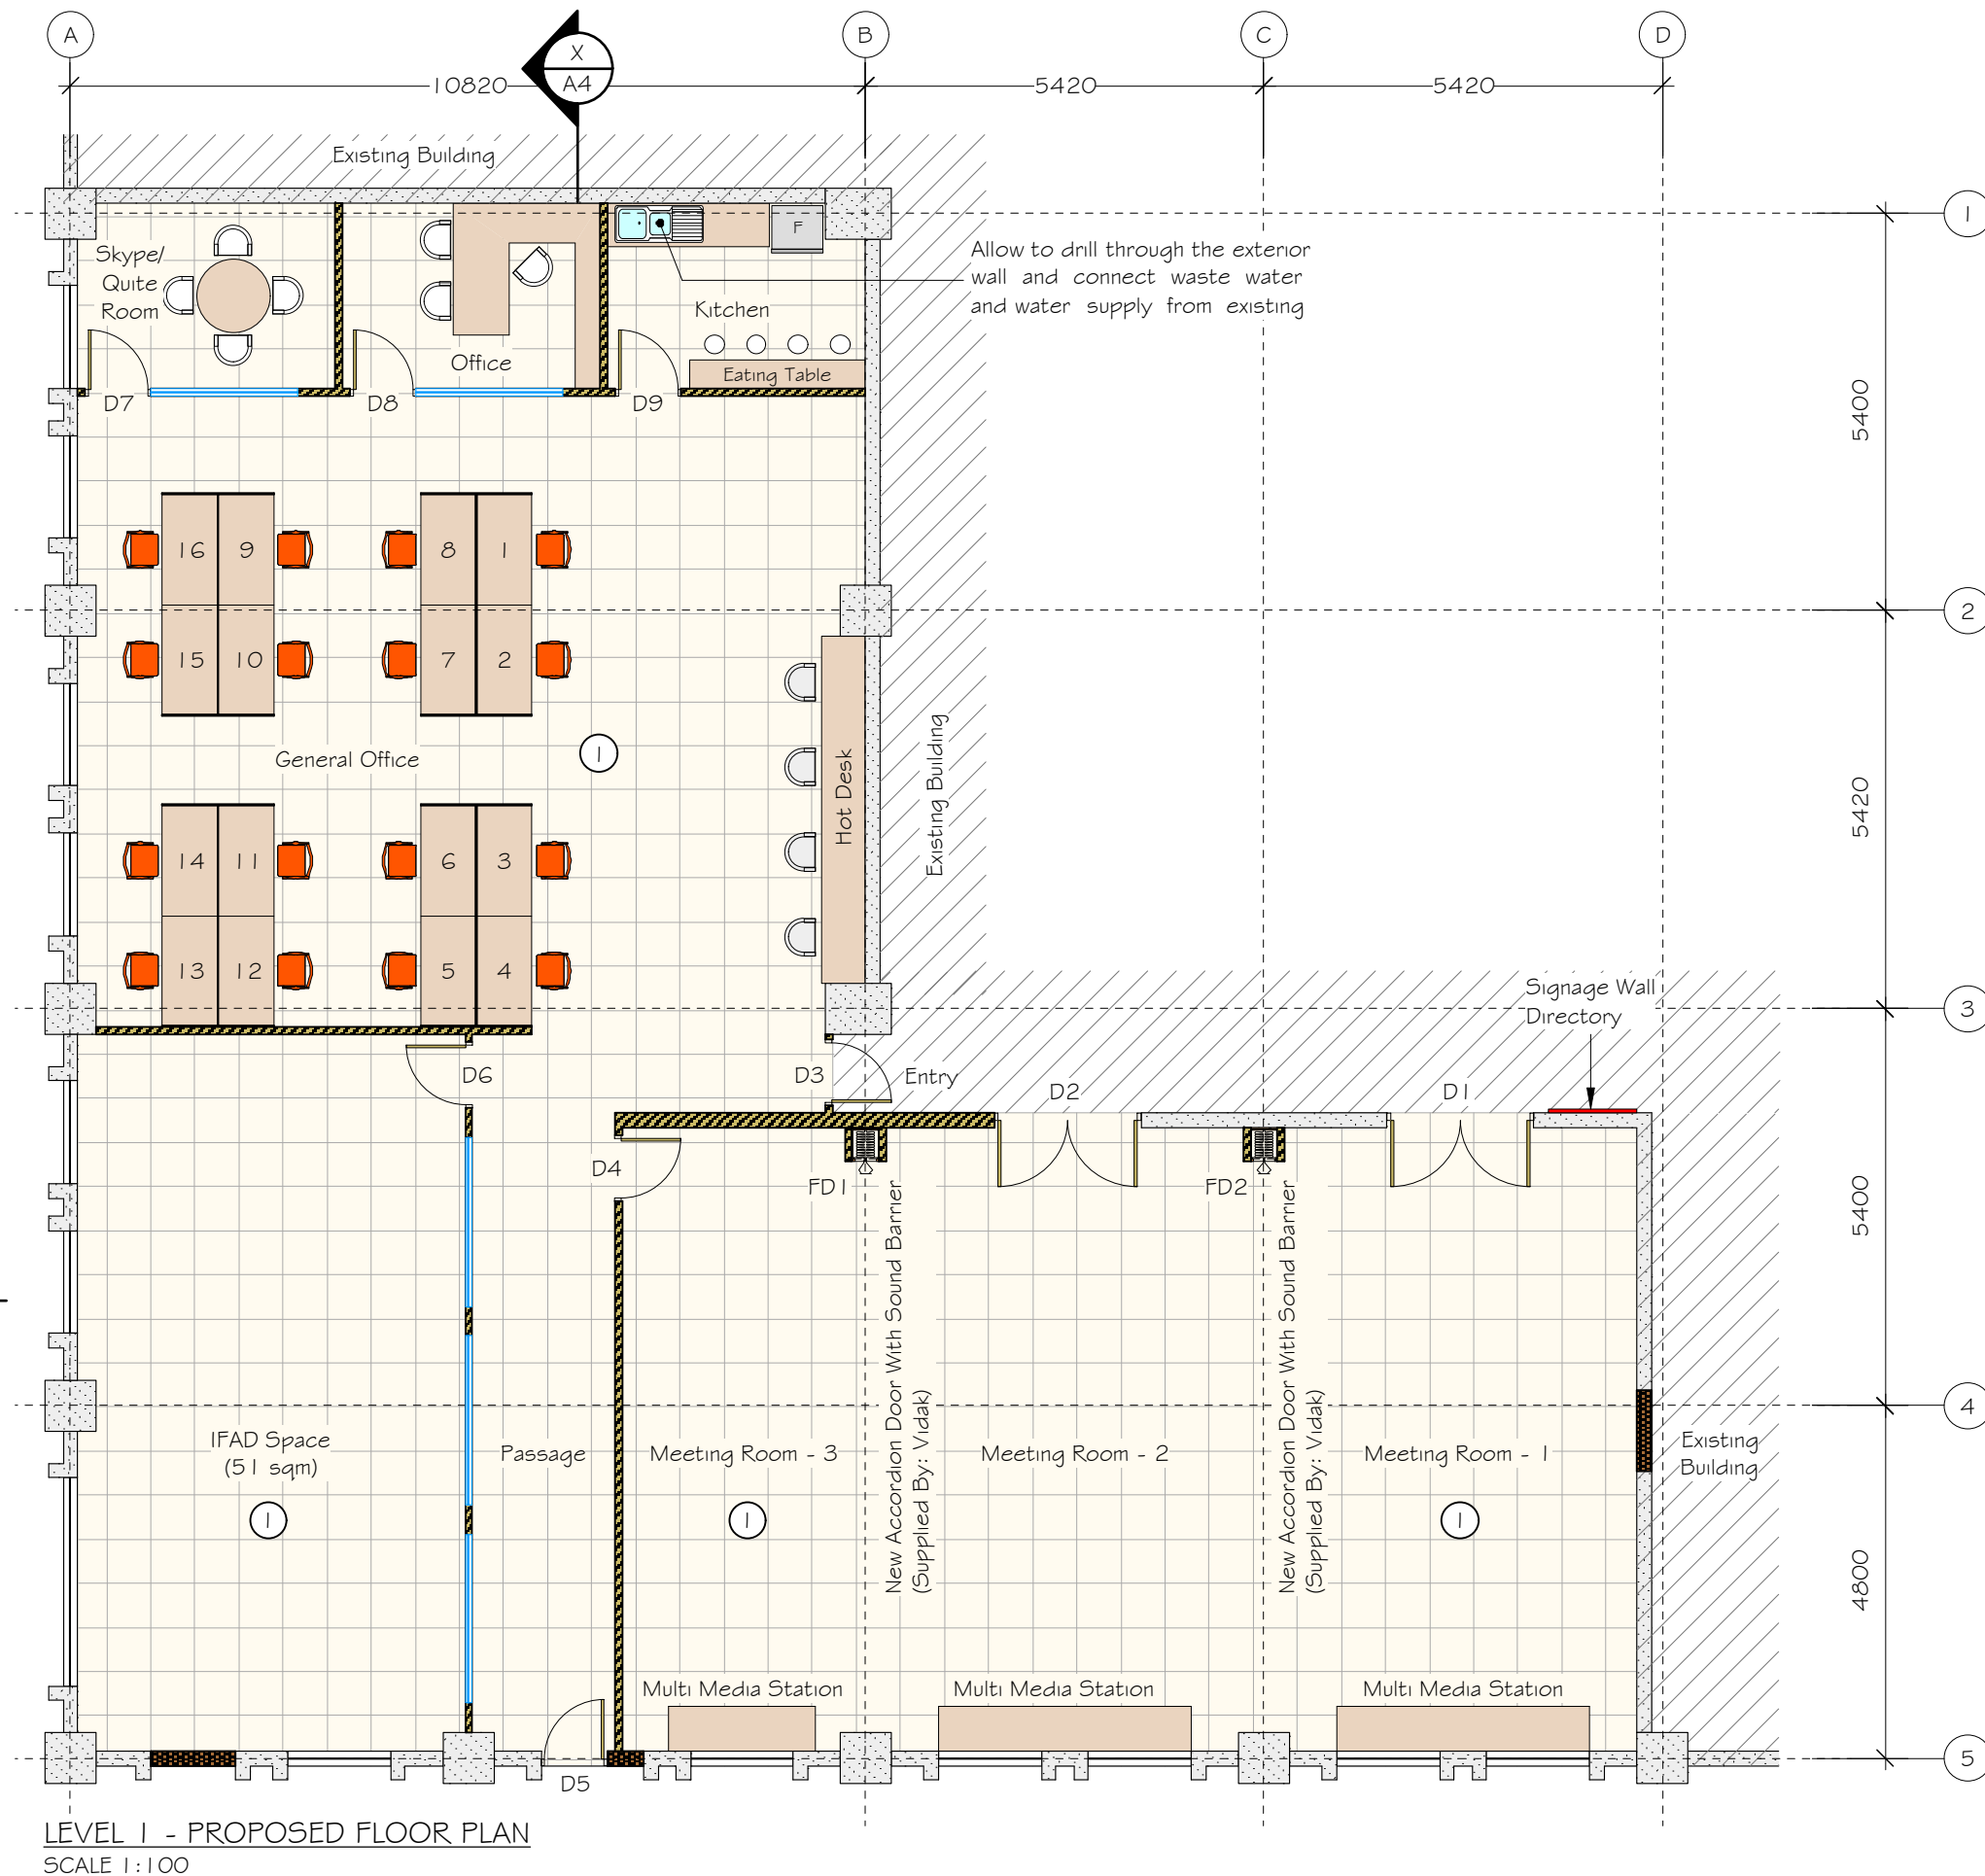 A
B
C
D
X
A4
10820
5420
5420
Existing Building
1
Skype/
Quite
Room
Office
F
Kitchen
Eating Table
Allow to drill through the exterior
wall and connect waste water
and water supply from existing
D7
D8
D9
5400
16
9
8
1
2
15
10
7
2
General Office
1
Hot Desk
Existing Building
5420
14
11
6
3
13
12
5
4
Signage Wall
Directory
3
D6
D3
Entry
D2
D1
D4
FD1
FD2
5400
New Accordion Door With Sound Barrier
(Supplied By: Vidak)
New Accordion Door With Sound Barrier
(Supplied By: Vidak)
4
IFAD Space
(51 sqm)
Passage
Meeting Room - 3
Meeting Room - 2
Meeting Room - 1
Existing
Building
1
1
1
4800
Multi Media Station
Multi Media Station
Multi Media Station
5
D5
LEVEL 1 - PROPOSED FLOOR PLAN
SCALE 1:100